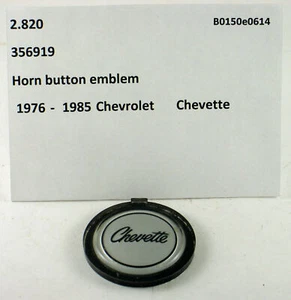 2.820 B0150e0614
356919
Horn button emblem
1976 - 1985 Chevrolet Chevette
Chevette